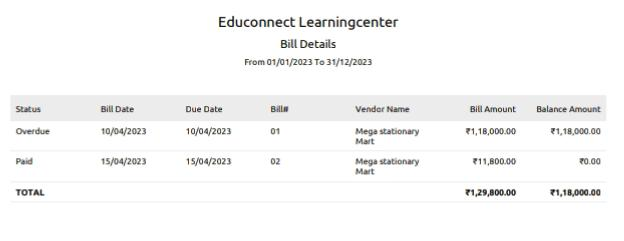 Educonnect Learningcenter
Bill Details
From 01/01/2023 To 31/12/2023
Status Bill Date Due Date Bill# Vendor Name Bill Amount Balance Amount
Overdue 10/04/2023 10/04/2023 01 Mega stationary Mart ₹1,18,000.00 ₹1,18,000.00
Paid 15/04/2023 15/04/2023 02 Mega stationary Mart ₹11,800.00 ₹0.00
TOTAL ₹1,29,800.00 ₹1,18,000.00